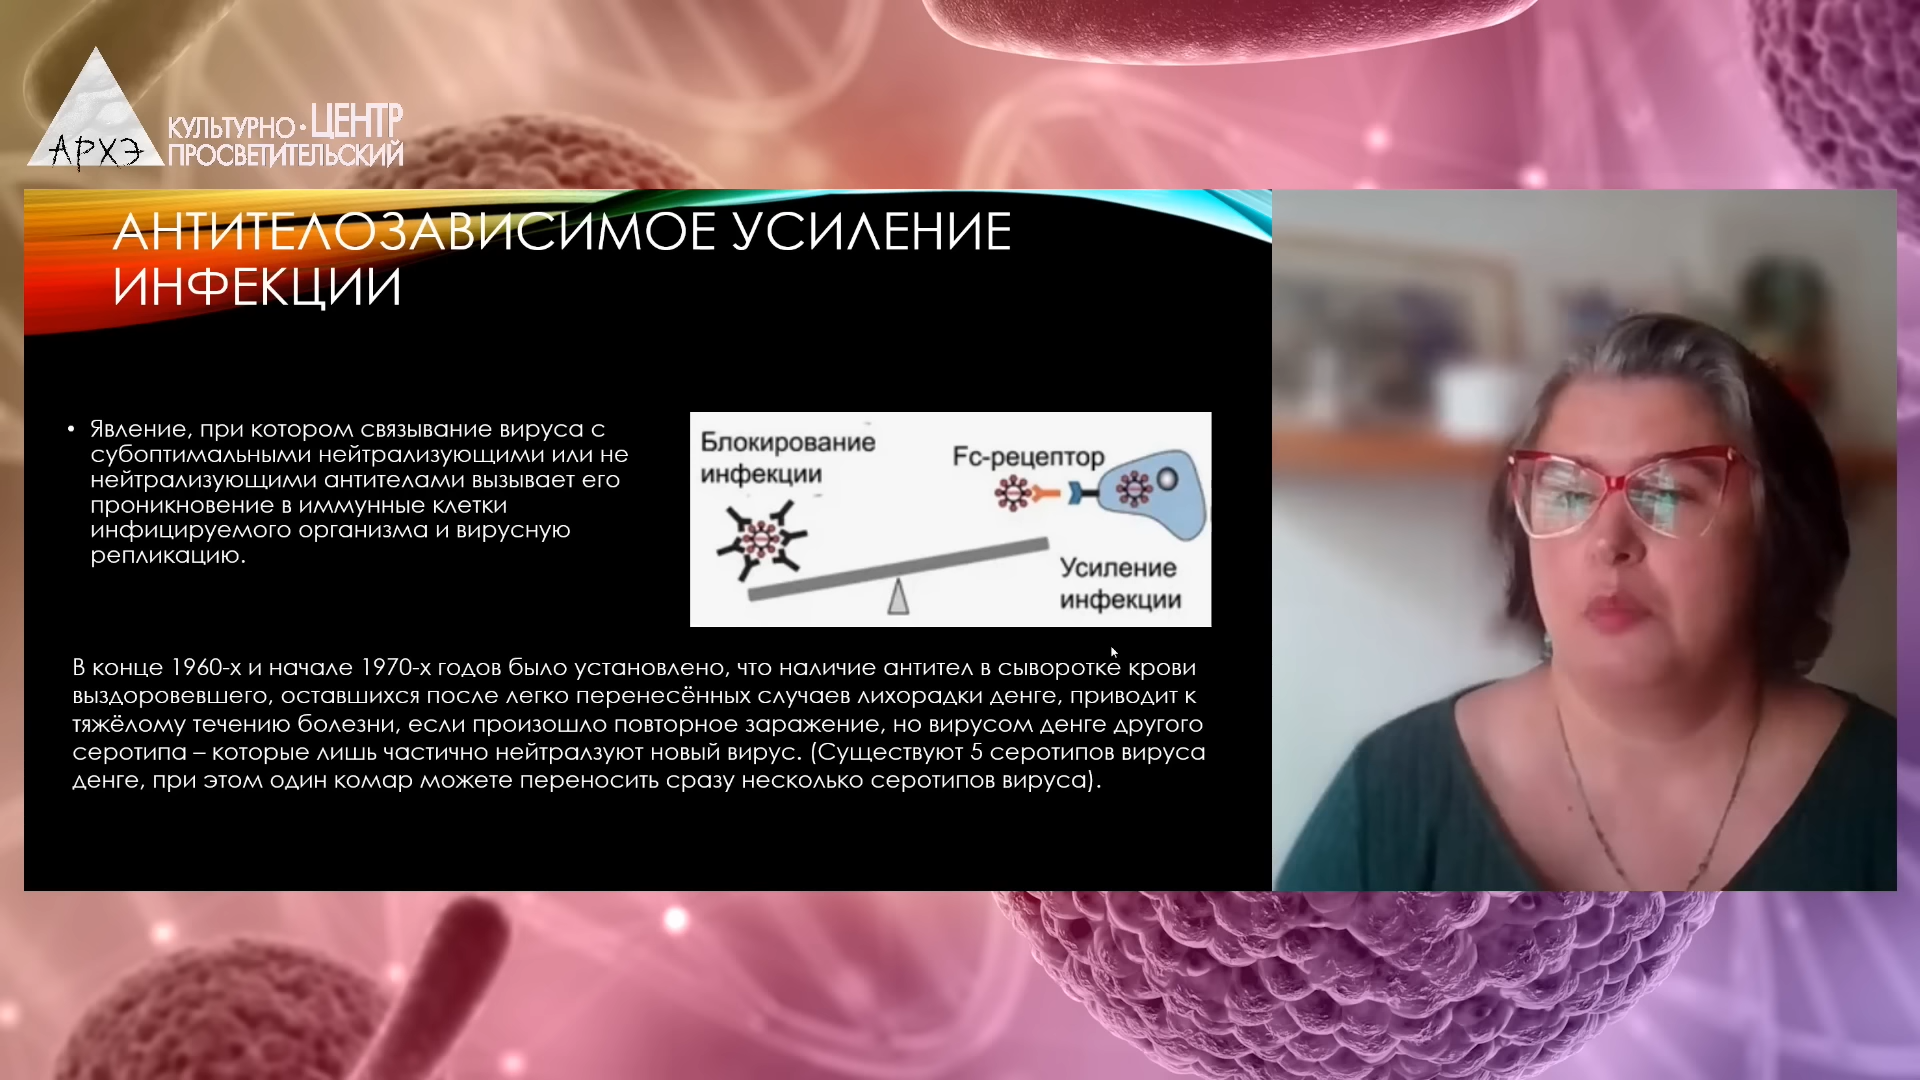 АРХЭ
КУЛЬТУРНО·ЦЕНТР
ПРОСВЕТИТЕЛЬСКИЙ
АНТИТЕЛОЗАВИСИМОЕ УСИЛЕНИЕ
ИНФЕКЦИИ
• Явление, при котором связывание вируса с
субоптимальными нейтрализующими или не
нейтрализующими антителами вызывает его
проникновение в иммунные клетки
инфицируемого организма и вирусную
репликацию.
Блокирование
инфекции
Fc-рецептор
Усиление
инфекции
В конце 1960-х и начале 1970-х годов было установлено, что наличие антител в сыворотке крови
выздоровевшего, оставшихся после легко перенесённых случаев лихорадки денге, приводит к
тяжёлому течению болезни, если произошло повторное заражение, но вирусом денге другого
серотипа – которые лишь частично нейтралзуют новый вирус. (Существуют 5 серотипов вируса
денге, при этом один комар можете переносить сразу несколько серотипов вируса).